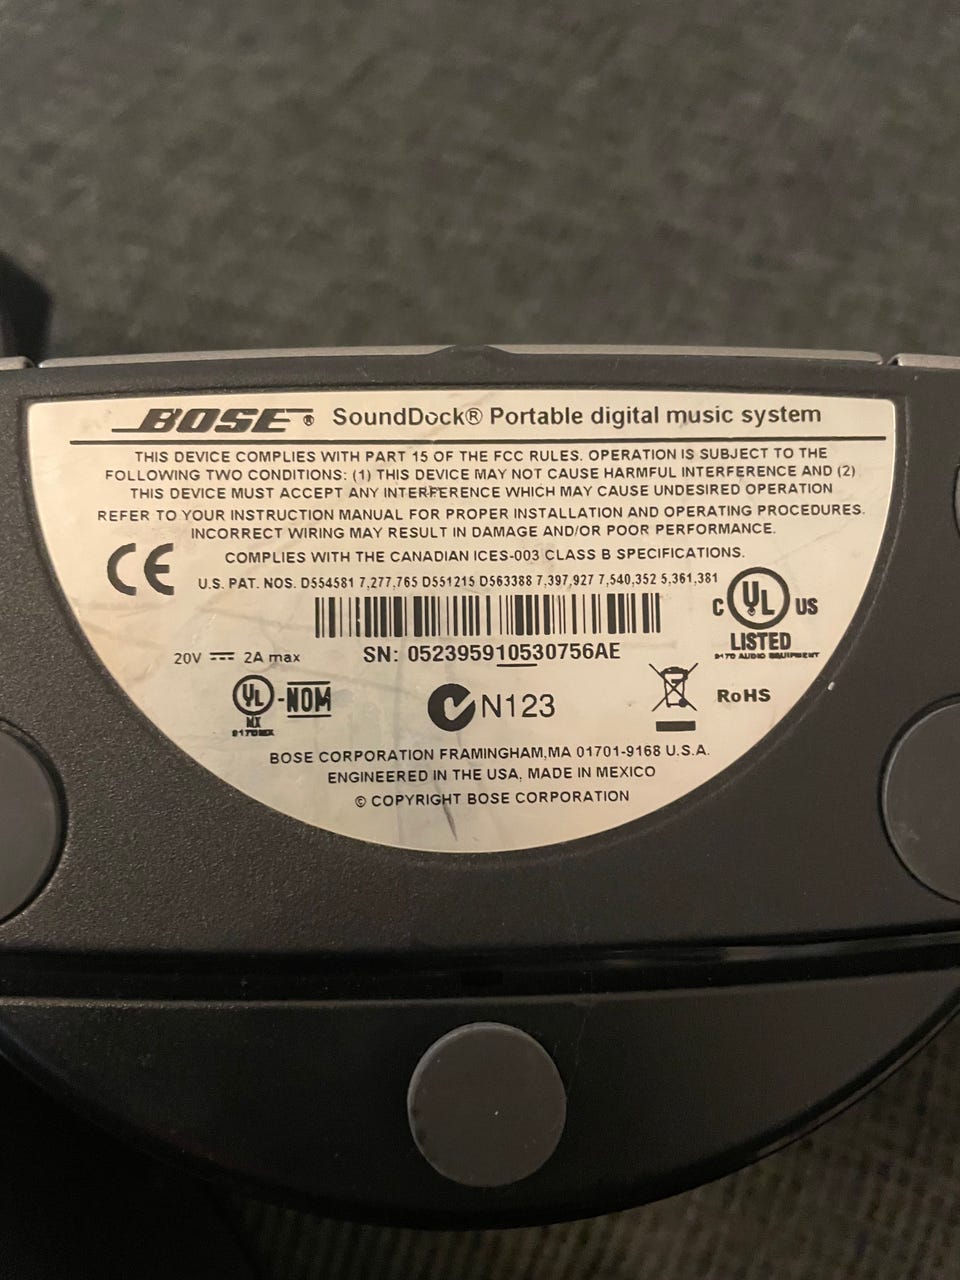 BOSE ® SoundDock® Portable digital music system
THIS DEVICE COMPLIES WITH PART 15 OF THE FCC RULES. OPERATION IS SUBJECT TO THE
FOLLOWING TWO CONDITIONS: (1) THIS DEVICE MAY NOT CAUSE HARMFUL INTERFERENCE AND (2)
THIS DEVICE MUST ACCEPT ANY INTERFERENCE WHICH MAY CAUSE UNDESIRED OPERATION
REFER TO YOUR INSTRUCTION MANUAL FOR PROPER INSTALLATION AND OPERATING PROCEDURES.
INCORRECT WIRING MAY RESULT IN DAMAGE AND/OR POOR PERFORMANCE.
COMPLIES WITH THE CANADIAN ICES-003 CLASS B SPECIFICATIONS.
CE
U.S. PAT. NOS. D554581 7,277,765 D551215 D563388 7,397,927 7,540,352 5,361,381
C UL US
LISTED
9170 AUDIO EQUIPMENT
20V 2A max
SN: 052395910530756AE
UL -NOM
MX
917DMX
N123
RoHS
BOSE CORPORATION FRAMINGHAM,MA 01701-9168 U.S.A.
ENGINEERED IN THE USA, MADE IN MEXICO
© COPYRIGHT BOSE CORPORATION